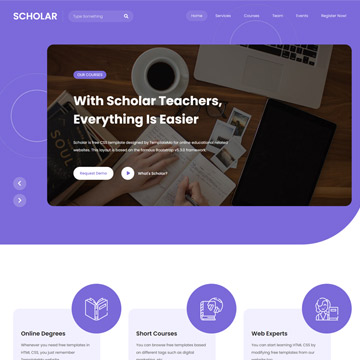 SCHOLAR
Type Something
Home
Services
Courses
Team
Events
Register Now!
OUR COURSES
With Scholar Teachers,
Everything Is Easier
Scholar is free CSS template designed by TemplateMo for online educational related
websites. This layout is based on the famous Bootstrap v5.3.0 framework.
Request Demo
What's Scholar?
SOUL
Online Degrees
Whenever you need free templates
in HTML CSS, you just remember
Short Courses
You can browse free templates based
on different tags such as digital
Web Experts
You can start learning HTML CSS by
modifying free templates from our